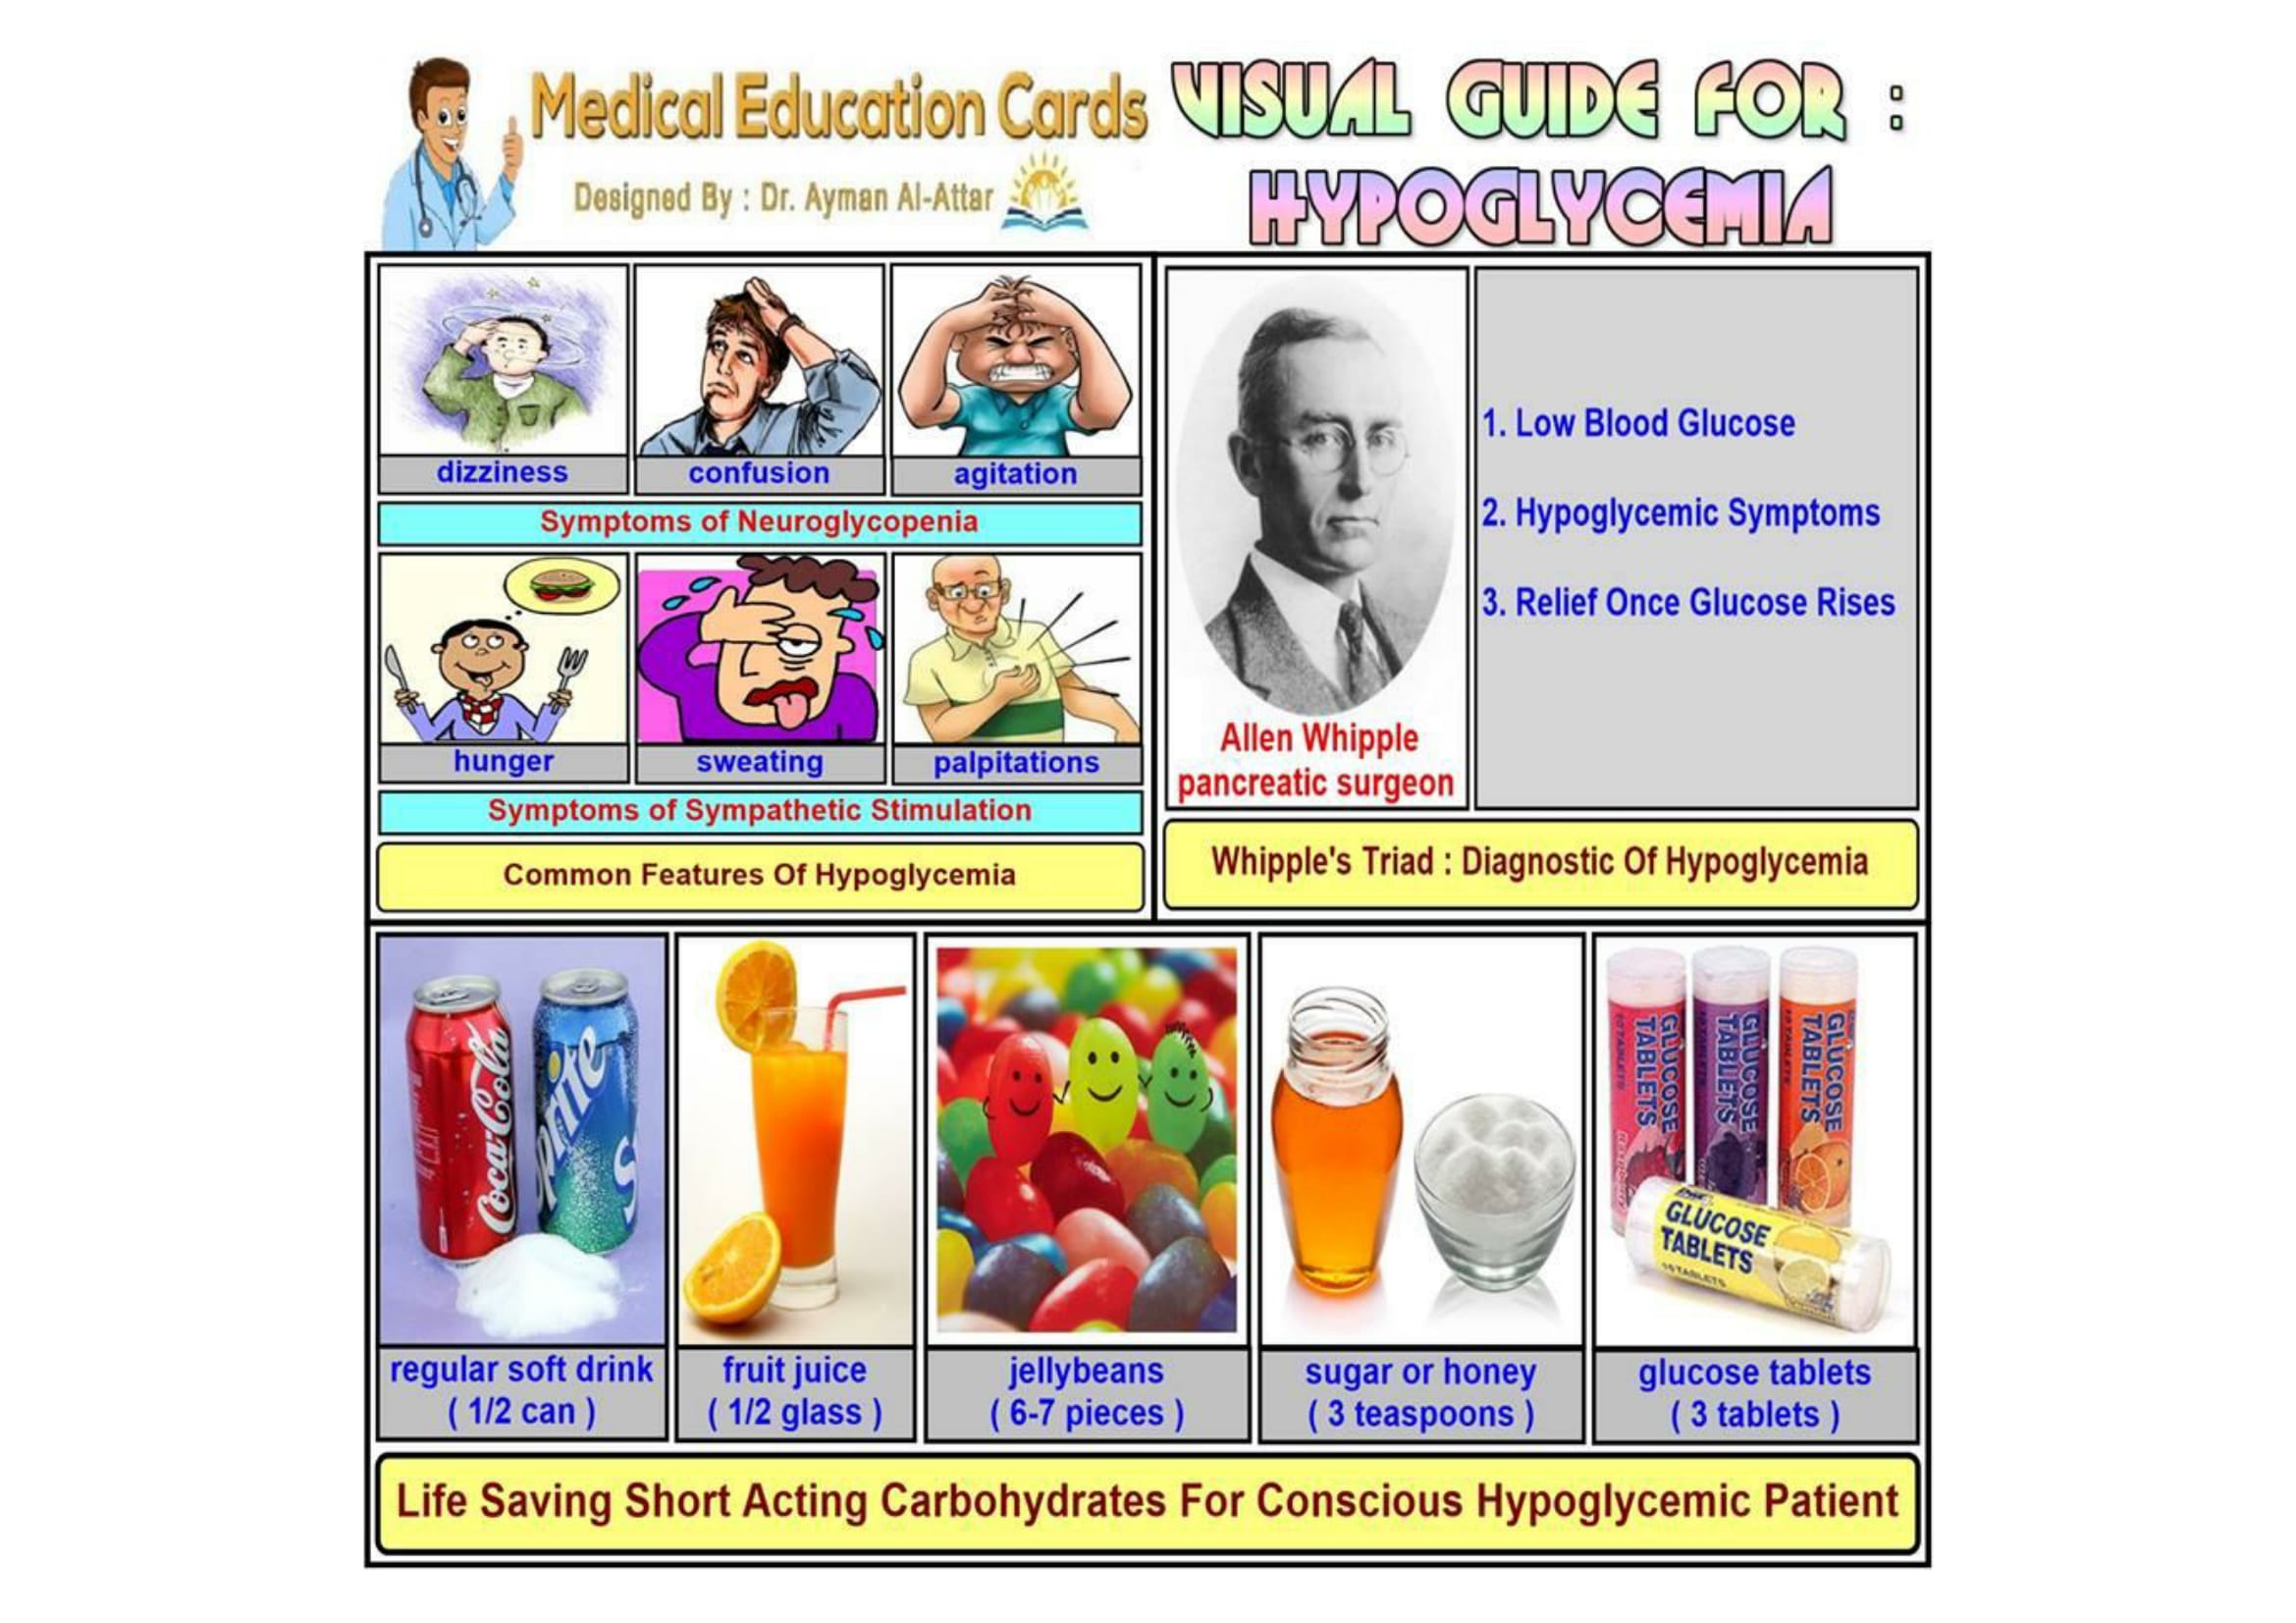 Medical Education Cards
Designed By : Dr. Ayman Al-Attar
VISUAL GUIDE FOR :
HYPOGLYCEMIA
dizziness
confusion
agitation
Symptoms of Neuroglycopenia
hunger
sweating
palpitations
Symptoms of Sympathetic Stimulation
Common Features Of Hypoglycemia
Allen Whipple
pancreatic surgeon
1. Low Blood Glucose
2. Hypoglycemic Symptoms
3. Relief Once Glucose Rises
Whipple's Triad : Diagnostic Of Hypoglycemia
Coca-Cola
Sprite
S
GLUCOSE
TABLETS
GLUCOSE
TABLETS
GLUCOSE
TABLETS
GLUCOSE
TABLETS
regular soft drink
( 1/2 can )
fruit juice
( 1/2 glass )
jellybeans
( 6-7 pieces )
sugar or honey
( 3 teaspoons )
glucose tablets
( 3 tablets )
Life Saving Short Acting Carbohydrates For Conscious Hypoglycemic Patient